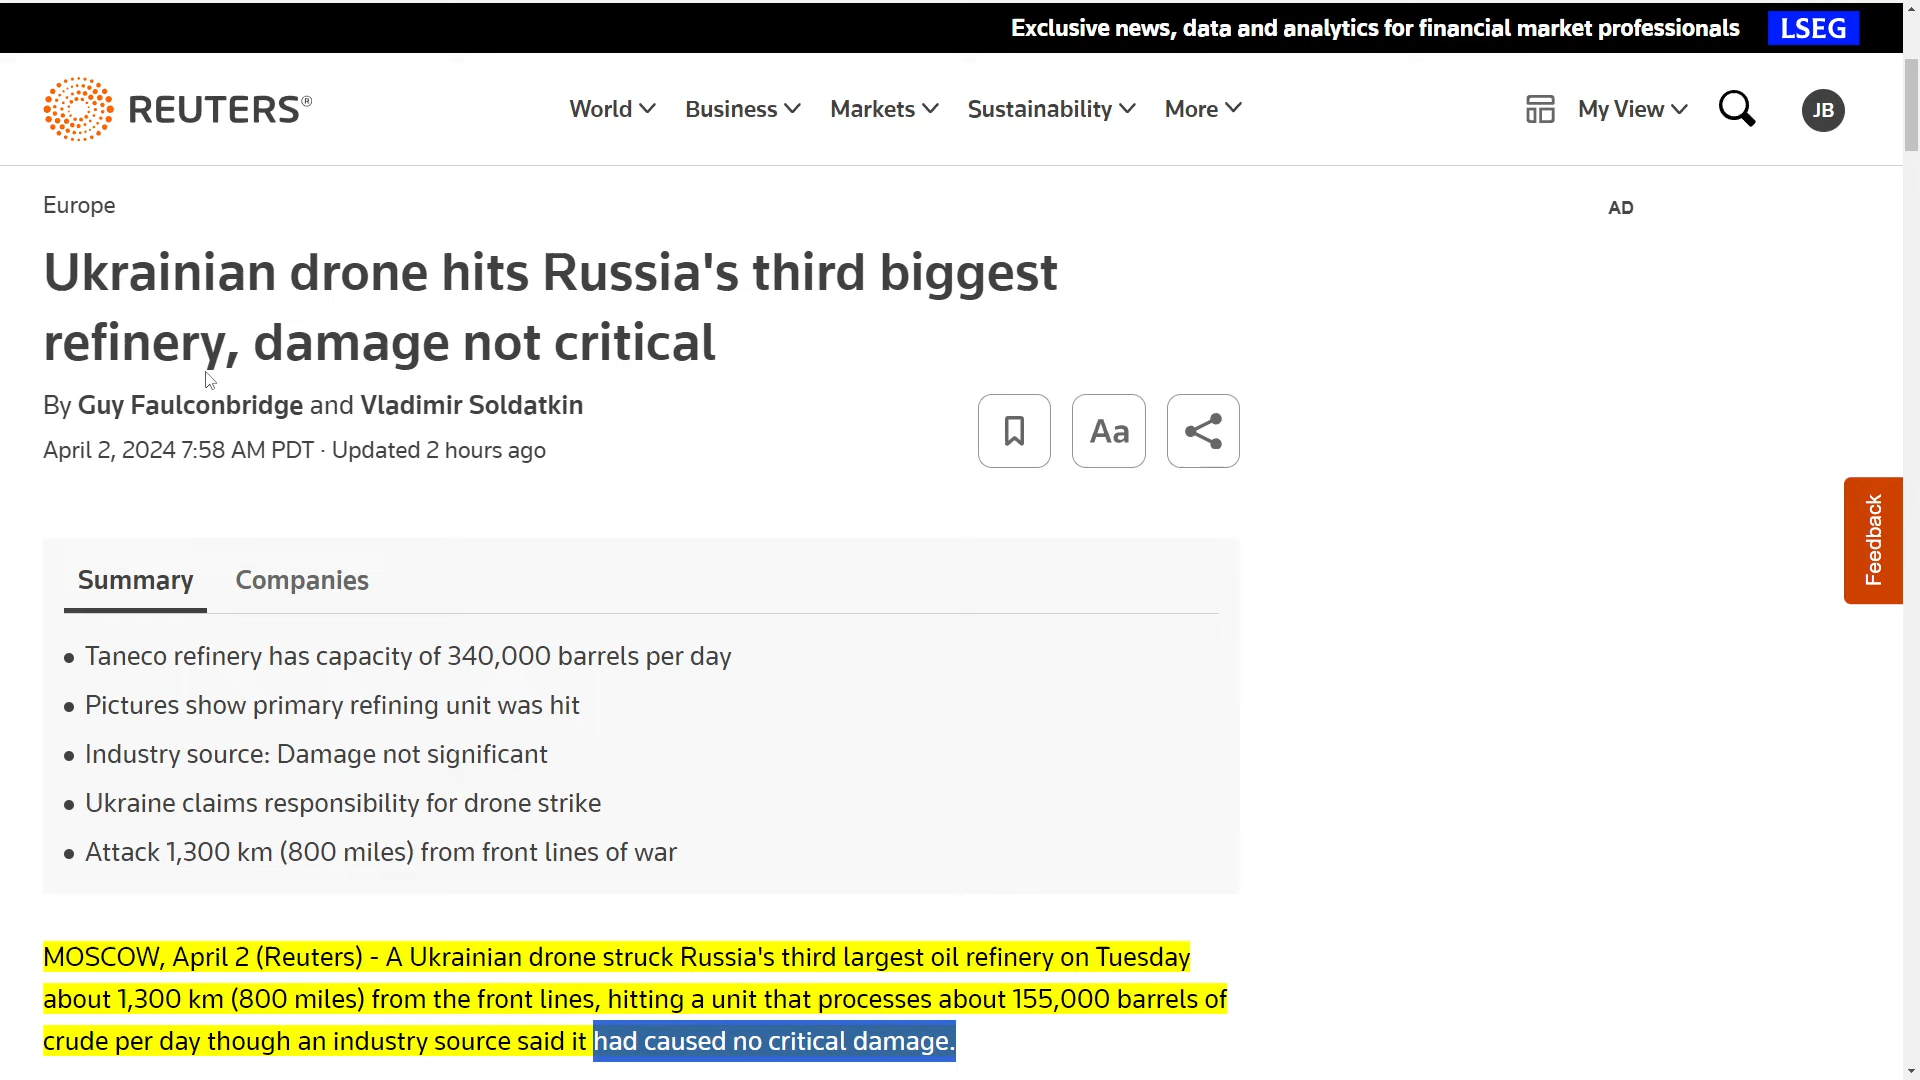 Exclusive news, data and analytics for financial market professionals LSEG
REUTERS® World Business Markets Sustainability More My View JB
Europe
AD
Ukrainian drone hits Russia's third biggest
refinery, damage not critical
By Guy Faulconbridge and Vladimir Soldatkin
April 2, 2024 7:58 AM PDT · Updated 2 hours ago
Aa
Feedback
Summary Companies
• Taneco refinery has capacity of 340,000 barrels per day
• Pictures show primary refining unit was hit
• Industry source: Damage not significant
• Ukraine claims responsibility for drone strike
• Attack 1,300 km (800 miles) from front lines of war
MOSCOW, April 2 (Reuters) - A Ukrainian drone struck Russia's third largest oil refinery on Tuesday
about 1,300 km (800 miles) from the front lines, hitting a unit that processes about 155,000 barrels of
crude per day though an industry source said it had caused no critical damage.